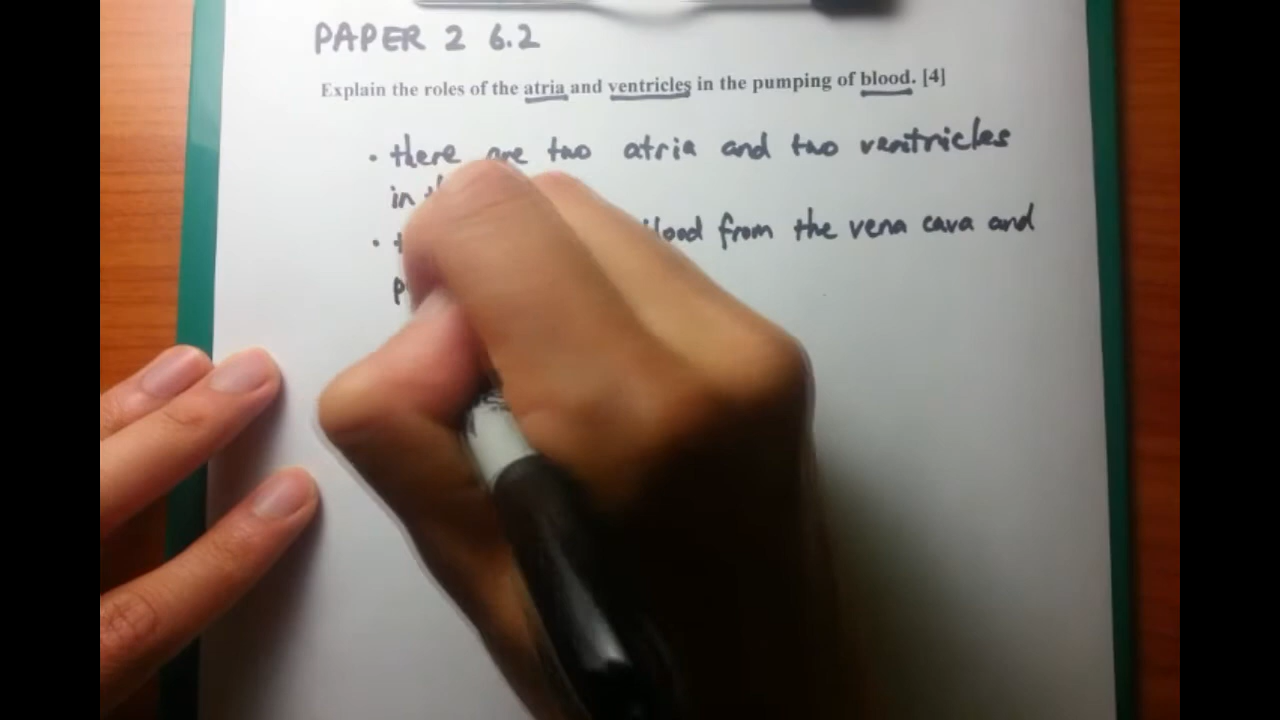 PAPER 2 6.2
Explain the roles of the atria and ventricles in the pumping of blood. [4]
• there are two atria and two ventricles
in
• from the vena cava and